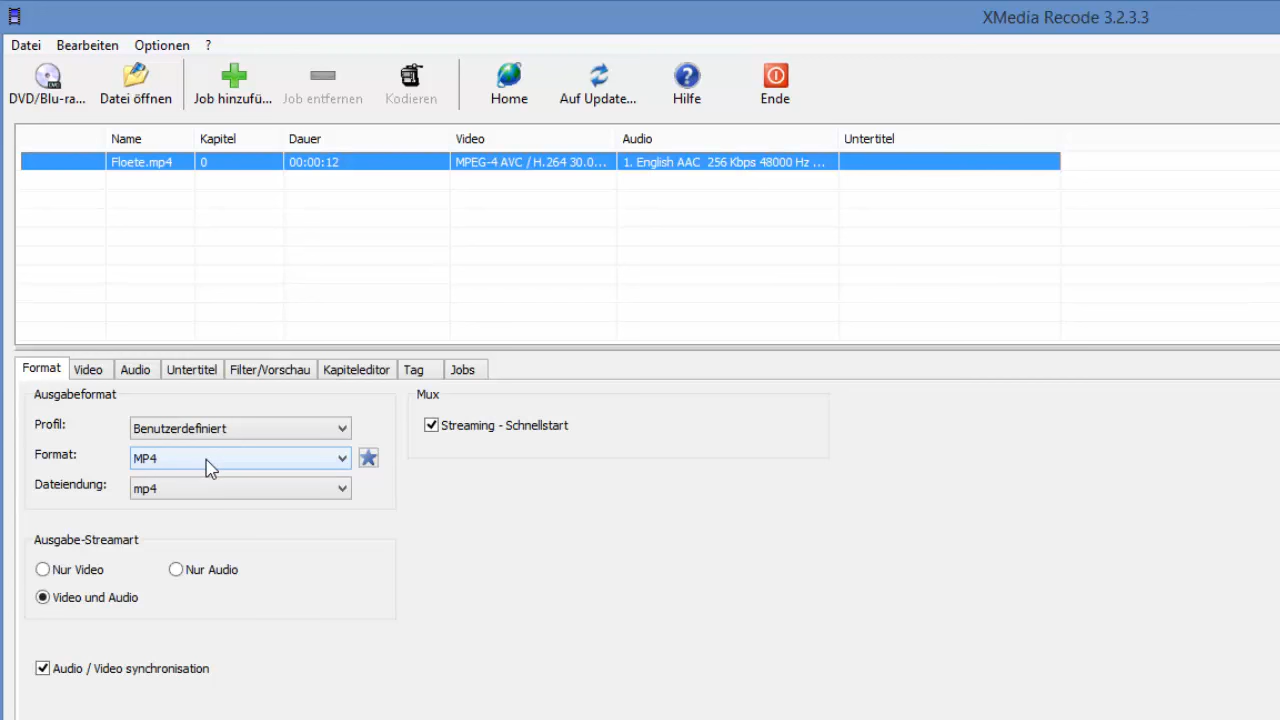 XMedia Recode 3.2.3.3
Datei Bearbeiten Optionen ?
DVD/Blu-ra... Datei öffnen Job hinzufü... Job entfernen Kodieren Home Auf Update... Hilfe Ende
Name Kapitel Dauer Video Audio Untertitel
Floete.mp4 0 00:00:12 MPEG-4 AVC / H.264 30.0... 1. English AAC 256 Kbps 48000 Hz ...
Format Video Audio Untertitel Filter/Vorschau Kapiteleditor Tag Jobs
Ausgabeformat Mux
Profil: Benutzerdefiniert Streaming - Schnellstart
Format: MP4
Dateiendung: mp4
Ausgabe-Streamart
Nur Video Nur Audio
Video und Audio
Audio / Video synchronisation